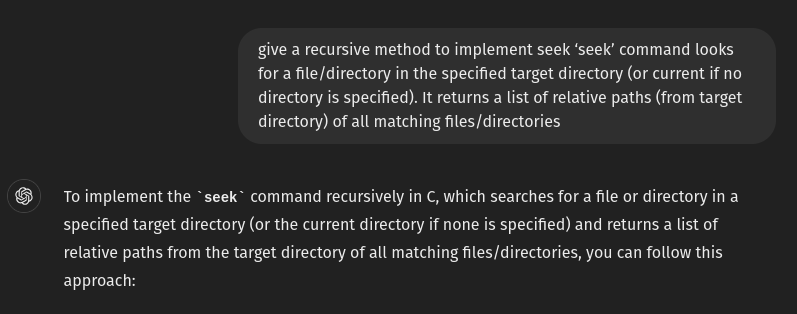 give a recursive method to implement seek ‘seek’ command looks
for a file/directory in the specified target directory (or current if no
directory is specified). It returns a list of relative paths (from target
directory) of all matching files/directories
To implement the `seek` command recursively in C, which searches for a file or directory in a
specified target directory (or the current directory if none is specified) and returns a list of
relative paths from the target directory of all matching files/directories, you can follow this
approach: